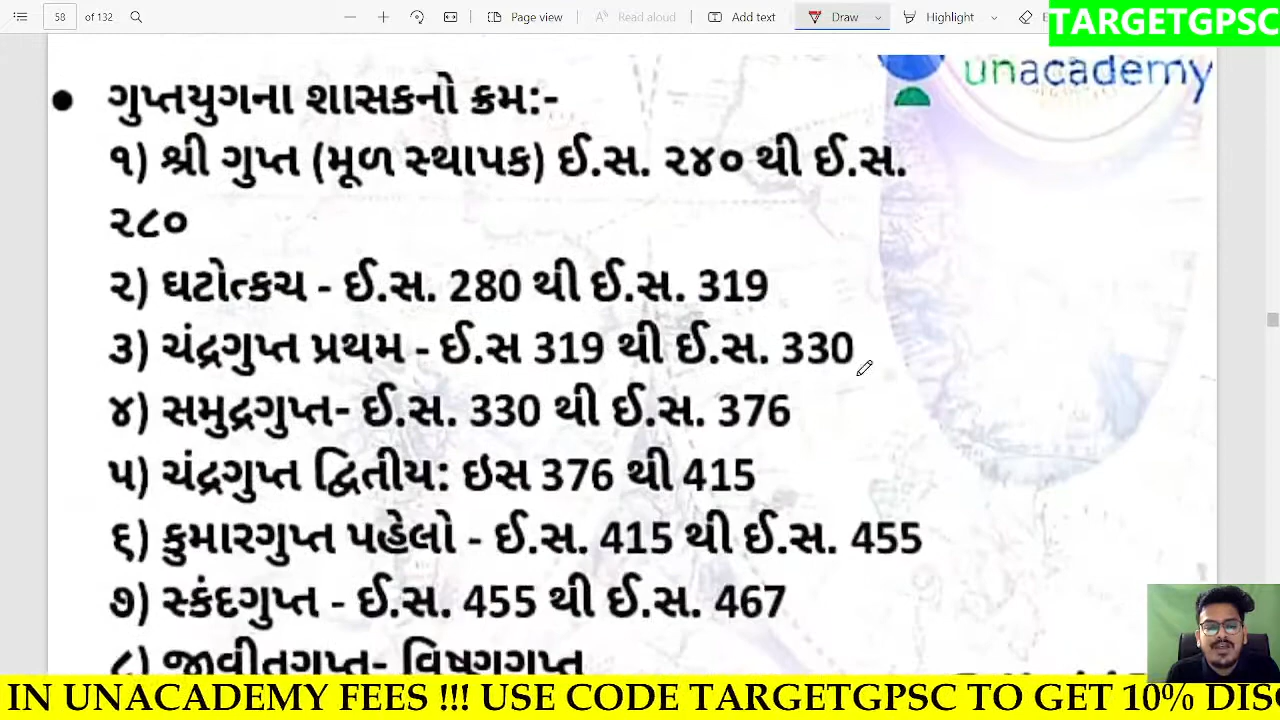 58 of 132
Page view
Read aloud
Add text
Draw
Highlight
TARGETGPSC
unacademy
ગુપ્તયુગના શાસકનો ક્રમઃ-
૧) શ્રી ગુપ્ત (મૂળ સ્થાપક) ઈ.સ. ૨૪૦ થી ઈ.સ.
૨૮૦
૨) ઘટોત્કચ - ઈ.સ. 280 થી ઈ.સ. 319
૩) ચંદ્રગુપ્ત પ્રથમ - ઈ.સ 319 થી ઈ.સ. 330
૪) સમુદ્રગુપ્ત- ઈ.સ. 330 થી ઈ.સ. 376
૫) ચંદ્રગુપ્ત દ્વિતીય: ઇસ 376 થી 415
૬) કુમારગુપ્ત પહેલો - ઈ.સ. 415 થી ઈ.સ. 455
૭) સ્કંદગુપ્ત - ઈ.સ. 455 થી ઈ.સ. 467
૮) જીવીતગુપ્ત- વિષ્ણુગુપ્ત
IN UNACADEMY FEES !!! USE CODE TARGETGPSC TO GET 10% DISC